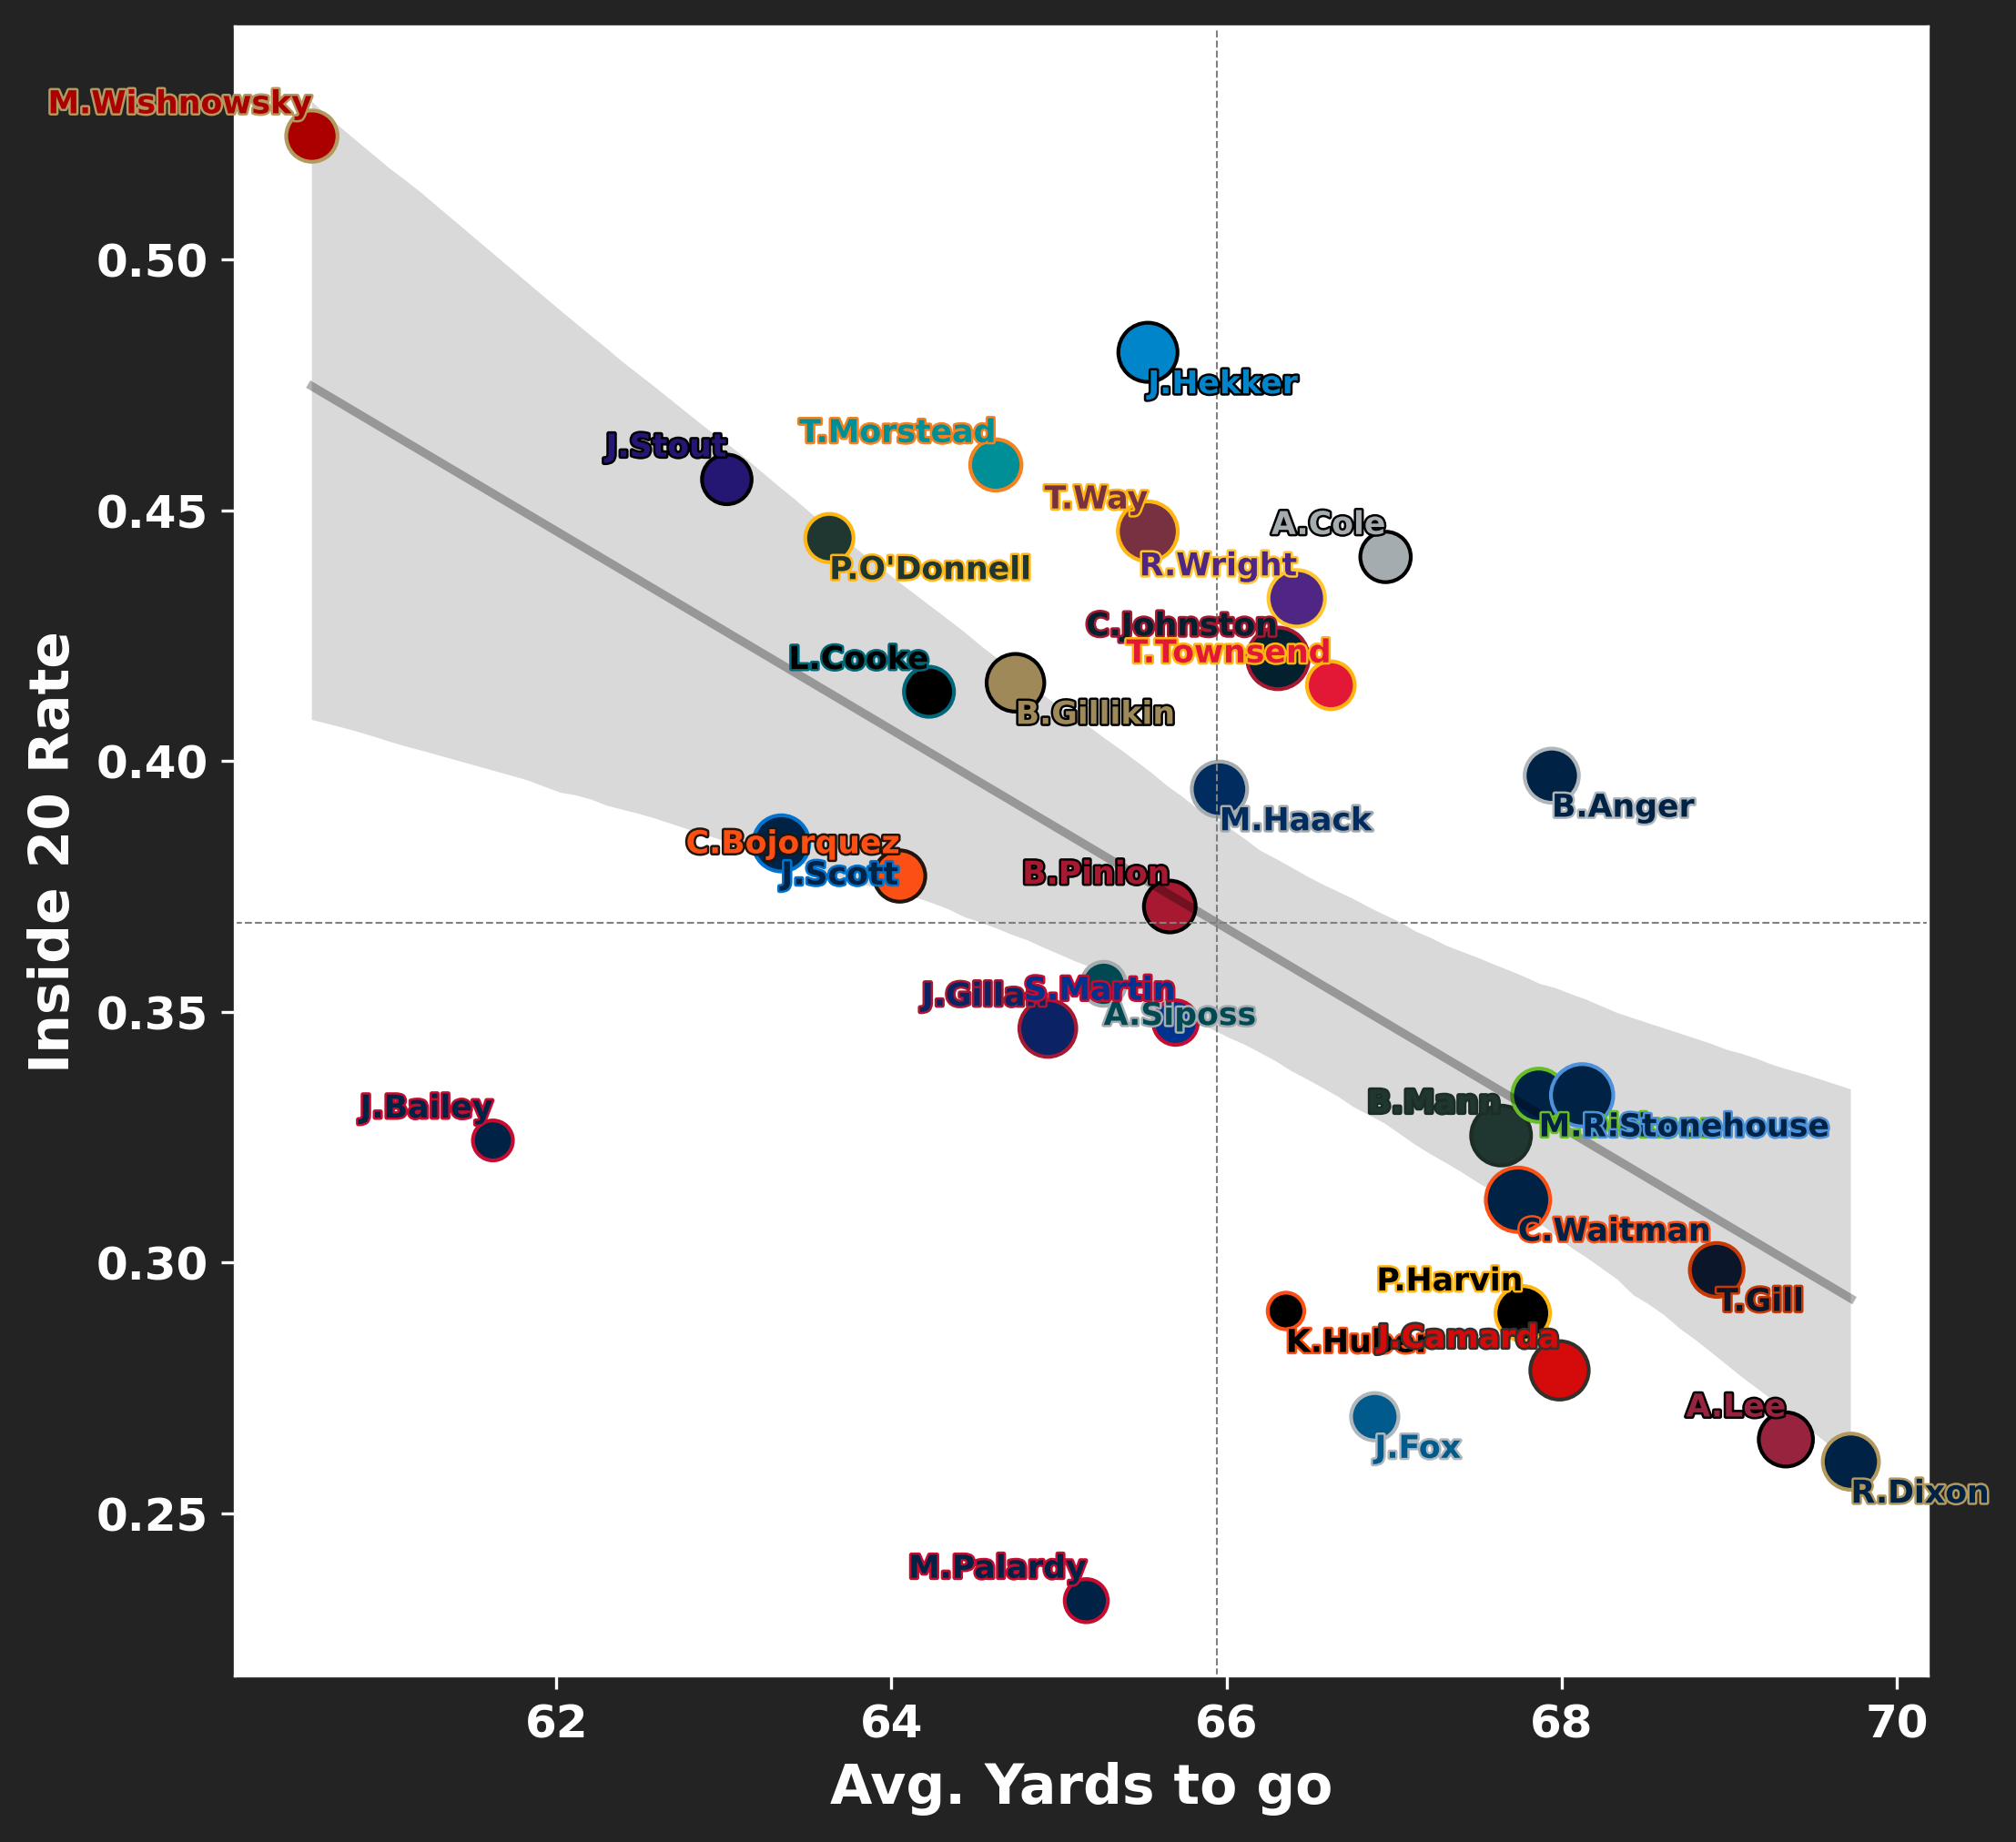 M.Wishnowsky
0.50
J.Hekker
T.Morstead
J.Stout
T.Way
0.45
A.Cole
R.Wright
P.O'Donnell
C.Johnston
T.Townsend
L.Cooke
B.Gillikin
0.40
B.Anger
M.Haack
C.Bojorquez
J.Scott
B.Pinion
Inside 20 Rate
S.Martin
0.35
A.Siposs
J.Bailey
B.Mann
R.Stonehouse
C.Waitman
0.30
P.Harvin
T.Gill
J.Camarda
A.Lee
J.Fox
R.Dixon
0.25
M.Palardy
62
64
66
68
70
Avg. Yards to go